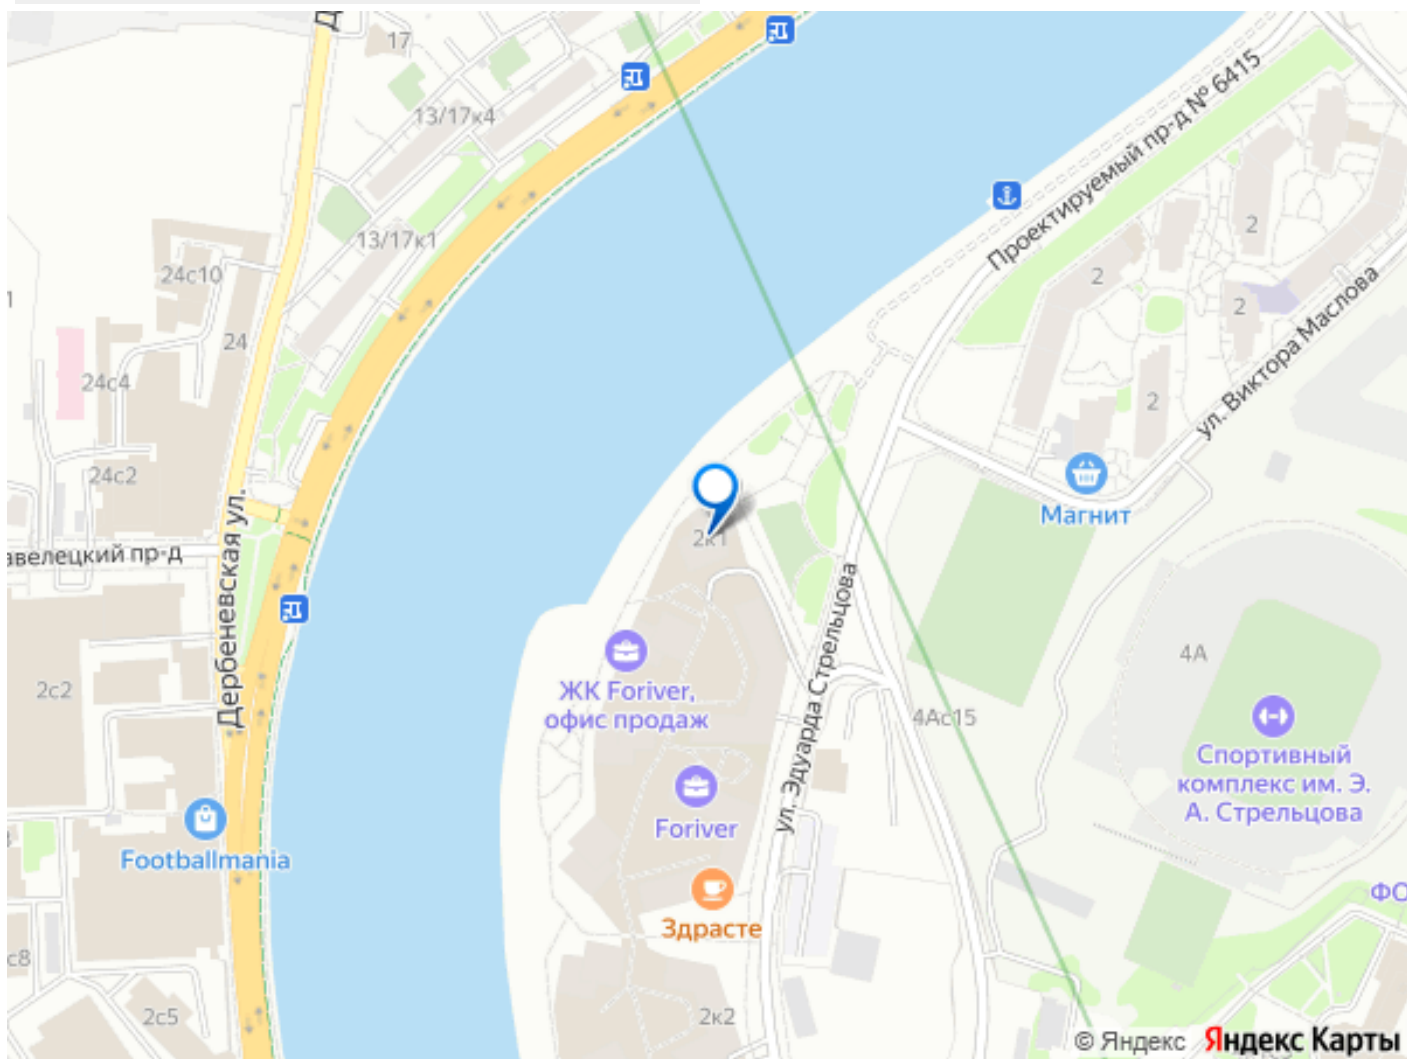 17
13/17к4
Проектируемый пр-д № 6415
13/17к1
24с10
2
2
2
24
ул. Виктора Маслова
24с4
2
24с2
Магнит
2к1
авелецкий пр-д
Дербеневская ул.
ул. Эдуарда Стрельцова
4А
2с2
ЖК Foriver,
офис продаж
4Ас15
Спортивный
комплекс им. Э.
А. Стрельцова
Foriver
Footballmania
ФО
Здрасте
с8
2с5
2к2
© Яндекс Яндекс Карты